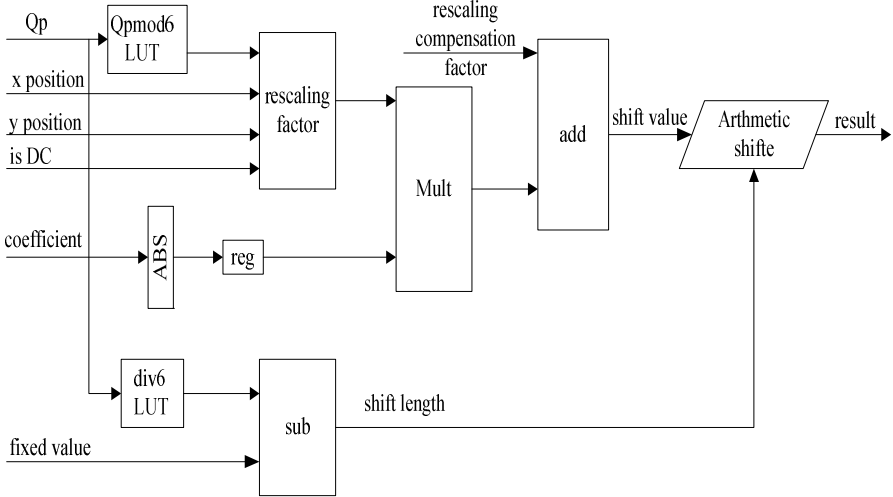 Qp
Qpmod6
LUT
x position
y position
is DC
rescaling
factor
rescaling
compensation
factor
Mult
add
shift value
Arthmetic
shifte
result
coefficient
ABS
reg
div6
LUT
sub
shift length
fixed value